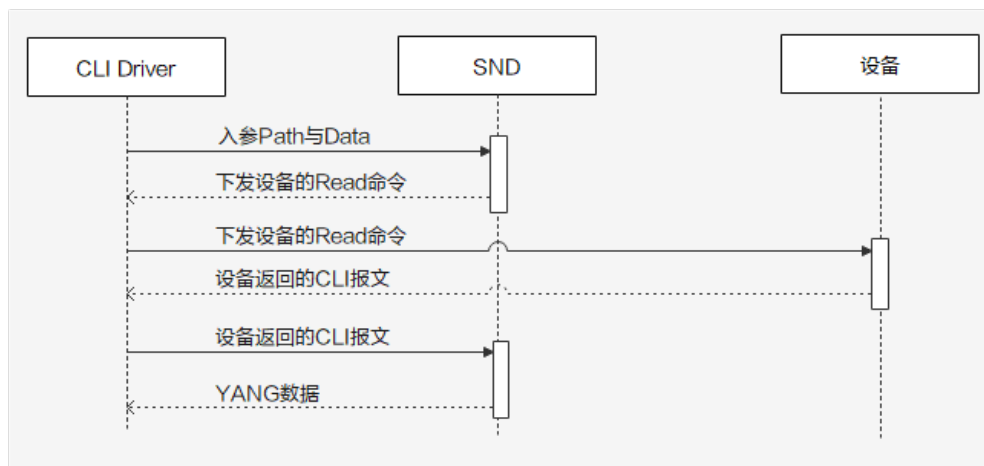 CLI Driver
SND
设备
入参Path与Data
下发设备的Read命令
下发设备的Read命令
设备返回的CLI报文
设备返回的CLI报文
YANG数据